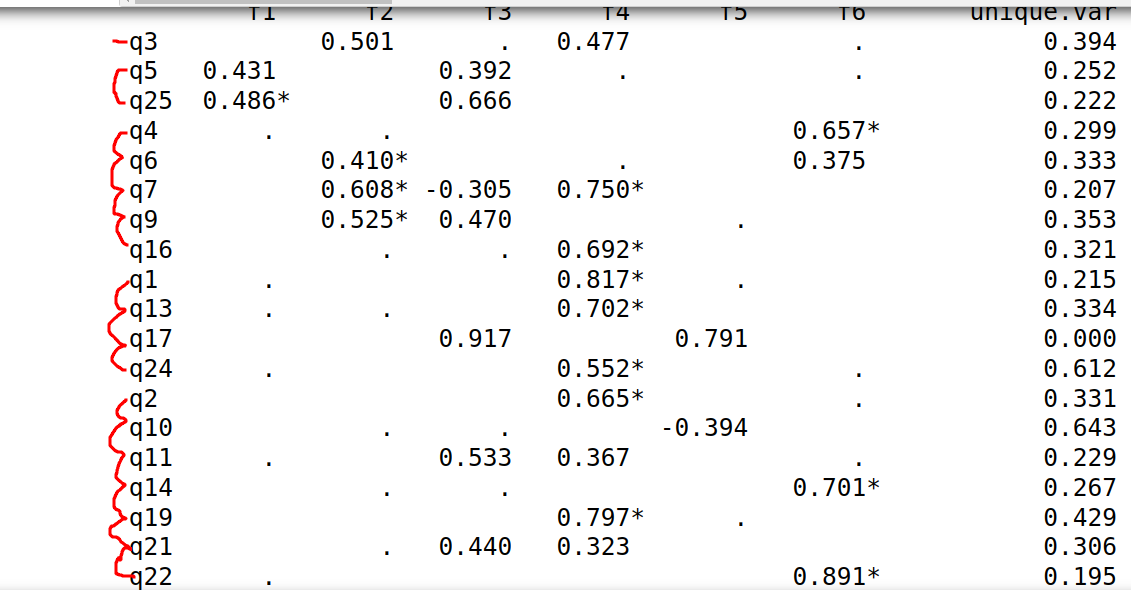 f1 f2 f3 f4 f5 f6 unique.var
q3 0.501 . 0.477 . 0.394
q5 0.431 0.392 . . 0.252
q25 0.486* 0.666 0.222
q4 . . 0.657* 0.299
q6 0.410* . 0.375 0.333
q7 0.608* -0.305 0.750* 0.207
q9 0.525* 0.470 . 0.353
q16 . . 0.692* 0.321
q1 . 0.817* . 0.215
q13 . . 0.702* 0.334
q17 0.917 0.791 0.000
q24 . 0.552* . 0.612
q2 0.665* . 0.331
q10 . . -0.394 0.643
q11 . 0.533 0.367 . 0.229
q14 . . 0.701* 0.267
q19 0.797* . 0.429
q21 . 0.440 0.323 0.306
q22 . 0.891* 0.195